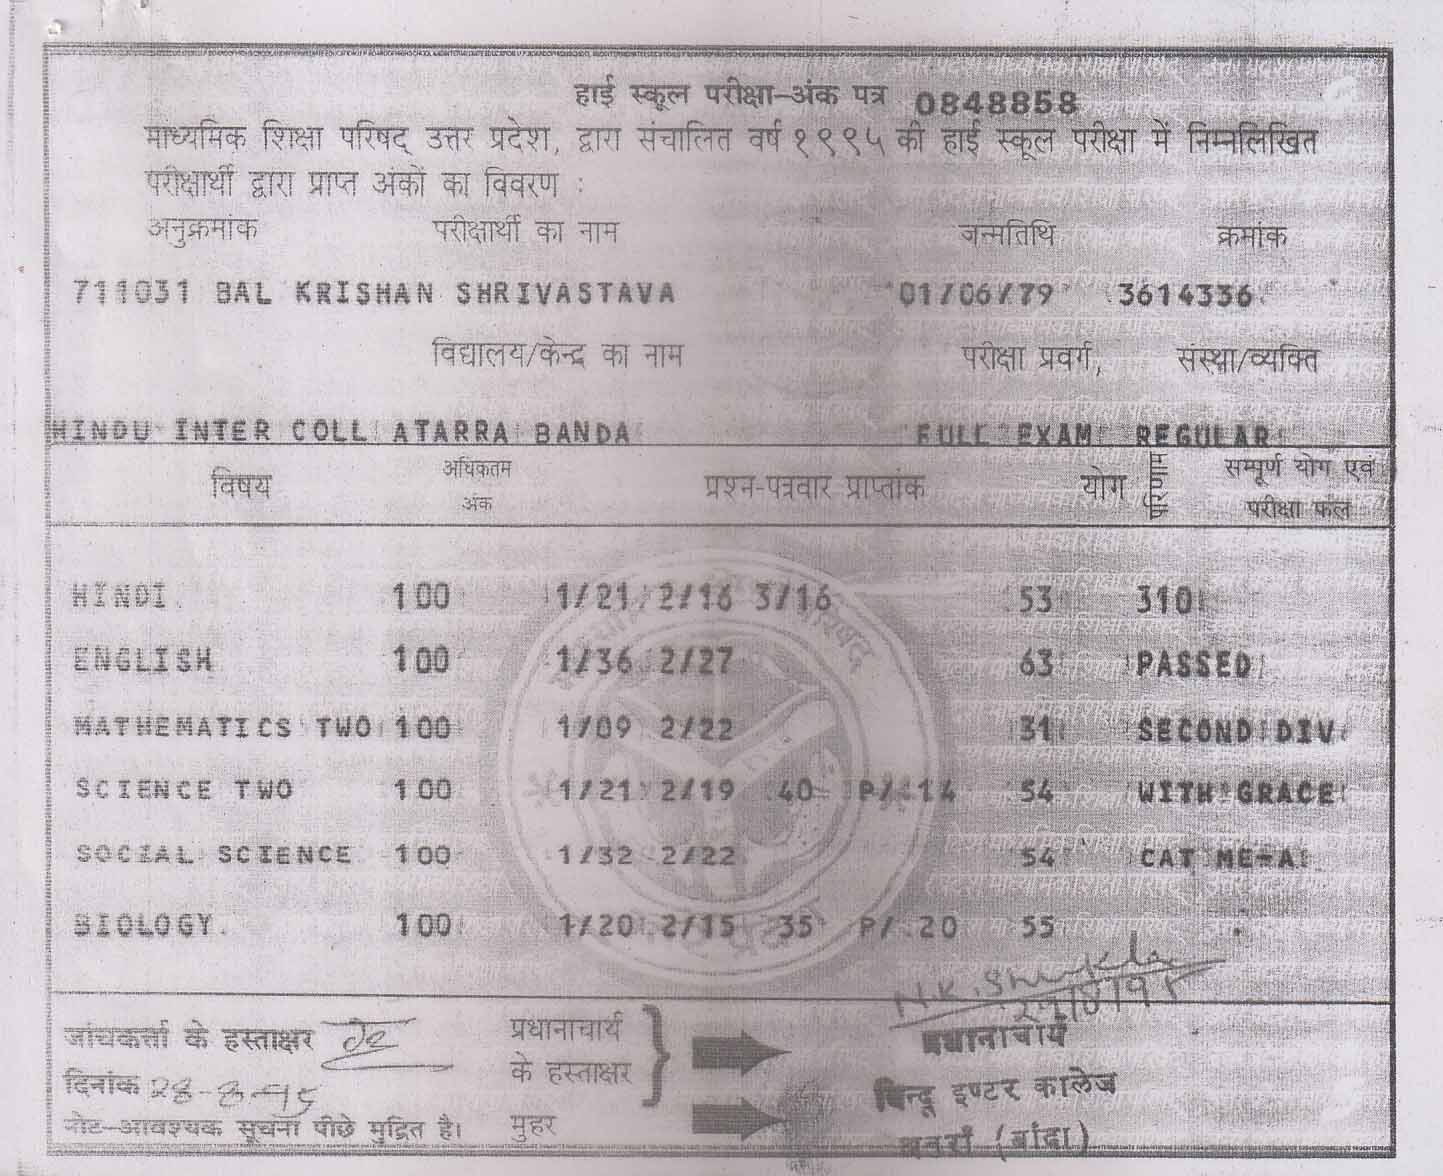 हाई स्कूल परीक्षा-अंक पत्र 0848858
माध्यमिक शिक्षा परिषद् उत्तर प्रदेश, द्वारा संचालित वर्ष १९९५ की हाई स्कूल परीक्षा में निम्नलिखित
परीक्षार्थी द्वारा प्राप्त अंकों का विवरण :
अनुक्रमांक परीक्षार्थी का नाम जन्मतिथि क्रमांक
711031 BAL KRISHAN SHRIVASTAVA 01/06/79 3614336
विद्यालय/केन्द्र का नाम परीक्षा प्रवर्ग, संस्था/व्यक्ति
HINDU INTER COLL ATARRA BANDA FULL EXAM REGULAR
विषय अधिकतम अंक प्रश्न-पत्रवार प्राप्तांक योग परिणाम सम्पूर्ण योग एवं परीक्षा फल
HINDI 100 1/21 2/16 3/16 53 310
ENGLISH 100 1/36 2/27 63 PASSED
MATHEMATICS TWO 100 1/09 2/22 31 SECOND DIV
SCIENCE TWO 100 1/21 2/19 40 P/ 14 54 WITH GRACE
SOCIAL SCIENCE 100 1/32 2/22 54 CAT ME-A
BIOLOGY 100 1/20 2/15 35 P/ 20 55
N.K. Shukla
जांचकर्त्ता के हस्ताक्षर प्रधानाचार्य प्रधानाचार्य
दिनांक 28-8-95 के हस्ताक्षर हिन्दू इण्टर कालेज
नोट-आवश्यक सूचना पीछे मुद्रित है। मुहर अतर्रा (बांदा)